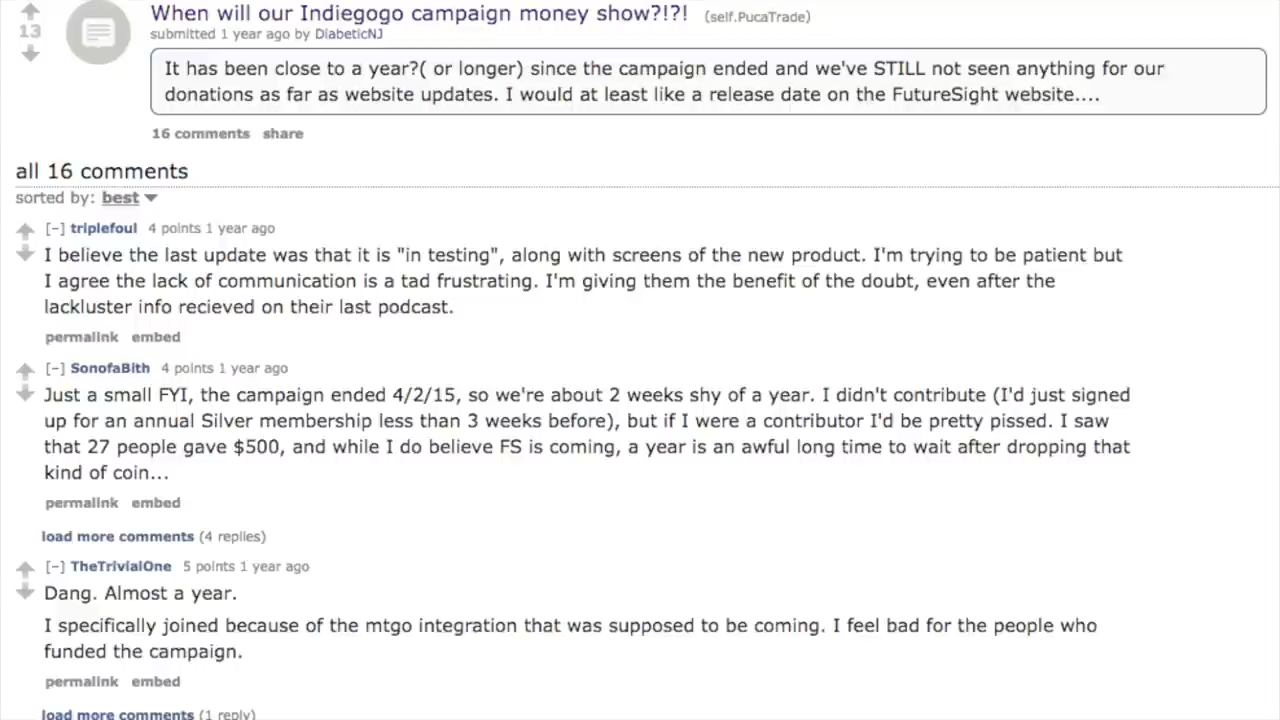 When will our Indiegogo campaign money show?!?! (self.PucaTrade)
13
submitted 1 year ago by DiabeticNJ
It has been close to a year?( or longer) since the campaign ended and we've STILL not seen anything for our
donations as far as website updates. I would at least like a release date on the FutureSight website....
16 comments share
all 16 comments
sorted by: best
[-] triplefoul 4 points 1 year ago
I believe the last update was that it is "in testing", along with screens of the new product. I'm trying to be patient but
I agree the lack of communication is a tad frustrating. I'm giving them the benefit of the doubt, even after the
lackluster info recieved on their last podcast.
permalink embed
[-] SonofaBith 4 points 1 year ago
Just a small FYI, the campaign ended 4/2/15, so we're about 2 weeks shy of a year. I didn't contribute (I'd just signed
up for an annual Silver membership less than 3 weeks before), but if I were a contributor I'd be pretty pissed. I saw
that 27 people gave $500, and while I do believe FS is coming, a year is an awful long time to wait after dropping that
kind of coin...
permalink embed
load more comments (4 replies)
[-] TheTrivialOne 5 points 1 year ago
Dang. Almost a year.
I specifically joined because of the mtgo integration that was supposed to be coming. I feel bad for the people who
funded the campaign.
permalink embed
load more comments (1 reply)